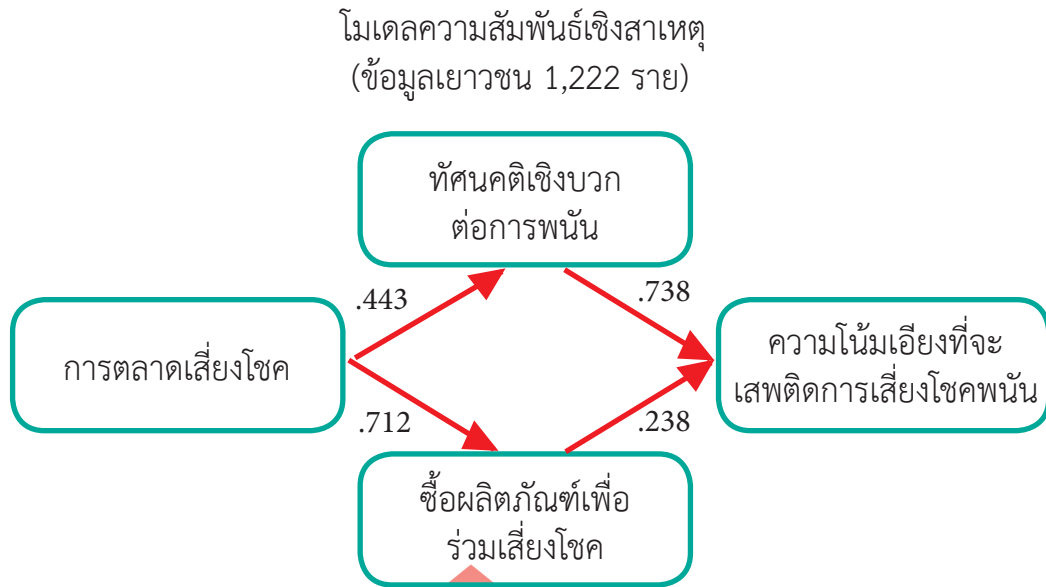 โมเดลความสัมพันธ์เชิงสาเหตุ
(ข้อมูลเยาวชน 1,222 ราย)
ทัศนคติเชิงบวก
ต่อการพนัน
.443
.738
การตลาดเสี่ยงโชค
ความโน้มเอียงที่จะ
เสพติดการเสี่ยงโชคพนัน
.712
.238
ซื้อผลิตภัณฑ์เพื่อ
ร่วมเสี่ยงโชค